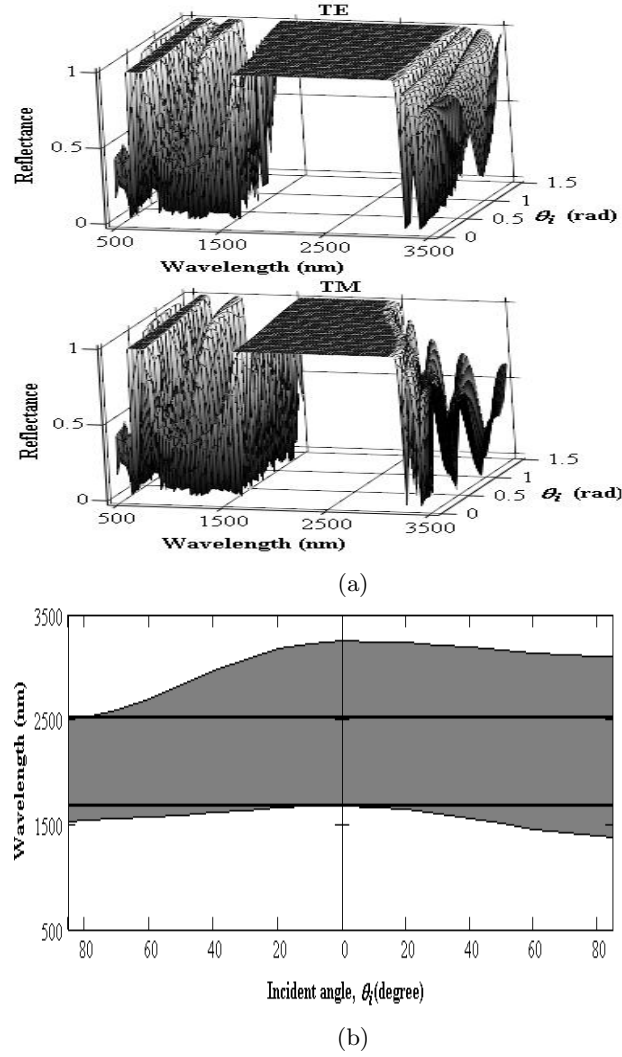 TE
1
Reflectance
0.5
0
500
1500
2500
3500
Wavelength (nm)
0
0.5
1
1.5
θi (rad)
TM
1
Reflectance
0.5
0
500
1500
2500
3500
Wavelength (nm)
0
0.5
1
1.5
θi (rad)
(a)
3500
2500
1500
500
Wavelength (nm)
80 60 40 20 0 20 40 60 80
Incident angle, θi(degree)
(b)